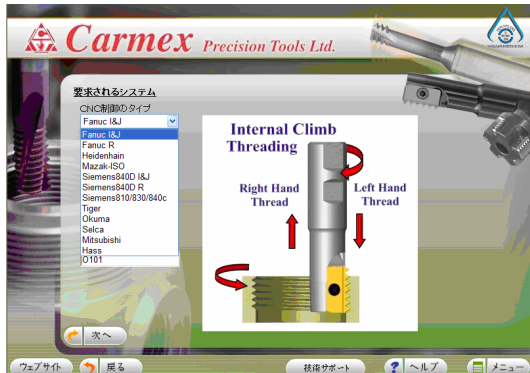 Carmex Precision Tools Ltd.
要求されるシステム
CNC制御のタイプ
Fanuc I&J
Fanuc I&J
Fanuc R
Heidenhain
Mazak-ISO
Siemens840D I&J
Siemens840D R
Siemens810/830/840c
Tiger
Okuma
Selca
Mitsubishi
Hass
O101
Internal Climb
Threading
Right Hand
Thread
Left Hand
Thread
次へ
ウェブサイト
戻る
技術サポート
? ヘルプ
メニュー